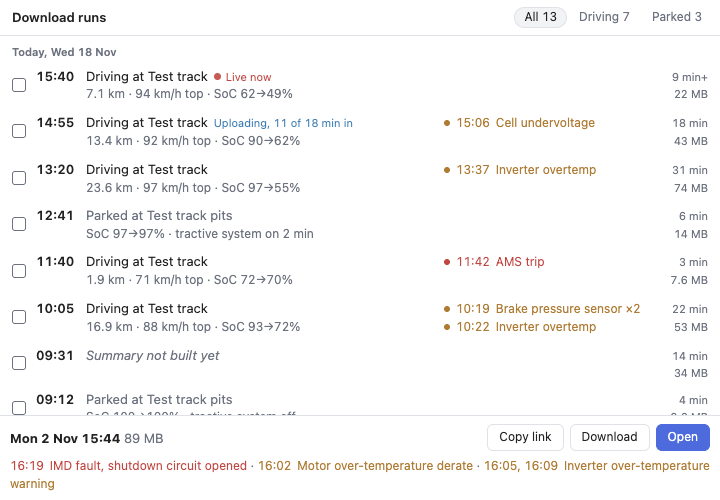 Download runs
All 13
Driving 7
Parked 3
Today, Wed 18 Nov
15:40 Driving at Test track Live now 9 min+
7.1 km · 94 km/h top · SoC 62→49% 22 MB
14:55 Driving at Test track Uploading, 11 of 18 min in 15:06 Cell undervoltage 18 min
13.4 km · 92 km/h top · SoC 90→62% 43 MB
13:20 Driving at Test track 13:37 Inverter overtemp 31 min
23.6 km · 97 km/h top · SoC 97→55% 74 MB
12:41 Parked at Test track pits 6 min
SoC 97→97% · tractive system on 2 min 14 MB
11:40 Driving at Test track 11:42 AMS trip 3 min
1.9 km · 71 km/h top · SoC 72→70% 7.6 MB
10:05 Driving at Test track 10:19 Brake pressure sensor ×2 22 min
16.9 km · 88 km/h top · SoC 93→72% 10:22 Inverter overtemp 53 MB
09:31 Summary not built yet 14 min
34 MB
09:12 Parked at Test track pits 4 min
Mon 2 Nov 15:44 89 MB
Copy link
Download
Open
16:19 IMD fault, shutdown circuit opened · 16:02 Motor over-temperature derate · 16:05, 16:09 Inverter over-temperature
warning